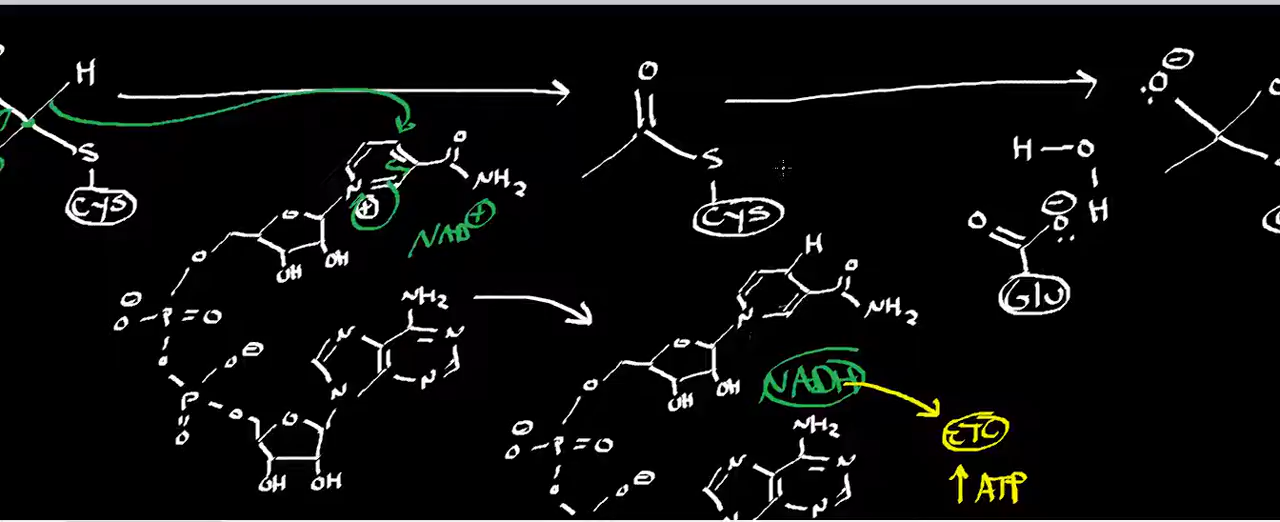 H
S
Cys
N
⊕
O
NH2
NAD+
O
OH
OH
O
⊖
O-P=O
O
O⊖
P
O
O
O
OH
OH
NH2
N
N
N
N
O
S
Cys
H
O
NH2
N
O
OH
OH
NADH
O
⊖
O-P=O
O
O⊖
NH2
N
N
N
ETC
↑ATP
H-O
H
O
⊖
O
Glu
⊖
:O
S